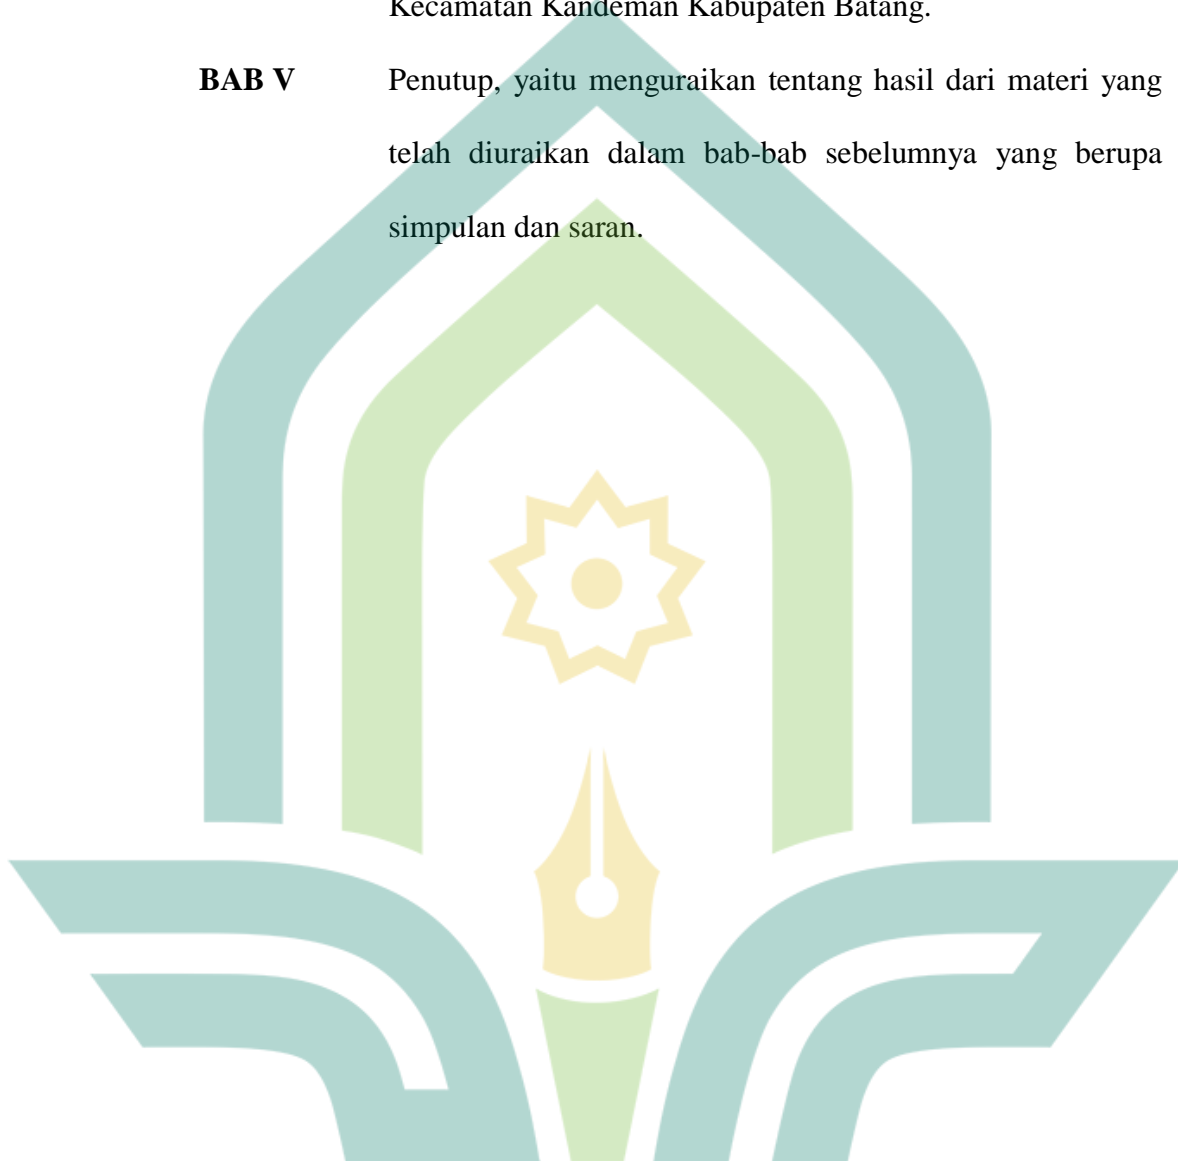 Kecamatan Kandeman Kabupaten Batang.
BAB V Penutup, yaitu menguraikan tentang hasil dari materi yang
telah diuraikan dalam bab-bab sebelumnya yang berupa
simpulan dan saran.